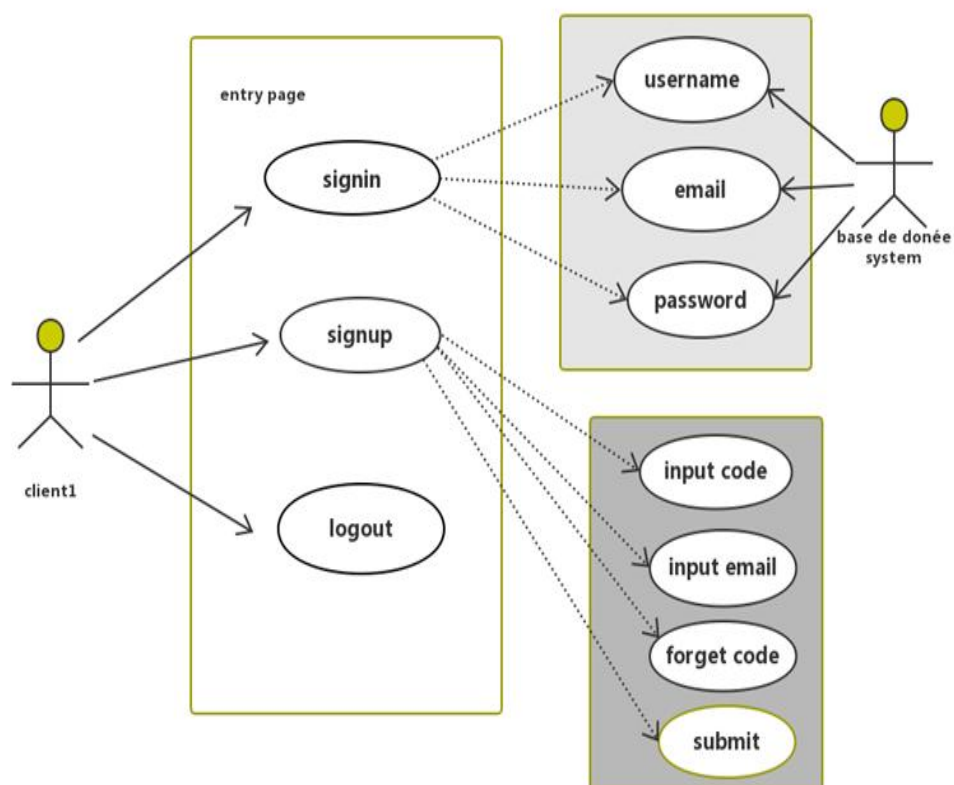 entry page
signin
signup
logout
client1
username
email
password
base de donée
system
input code
input email
forget code
submit